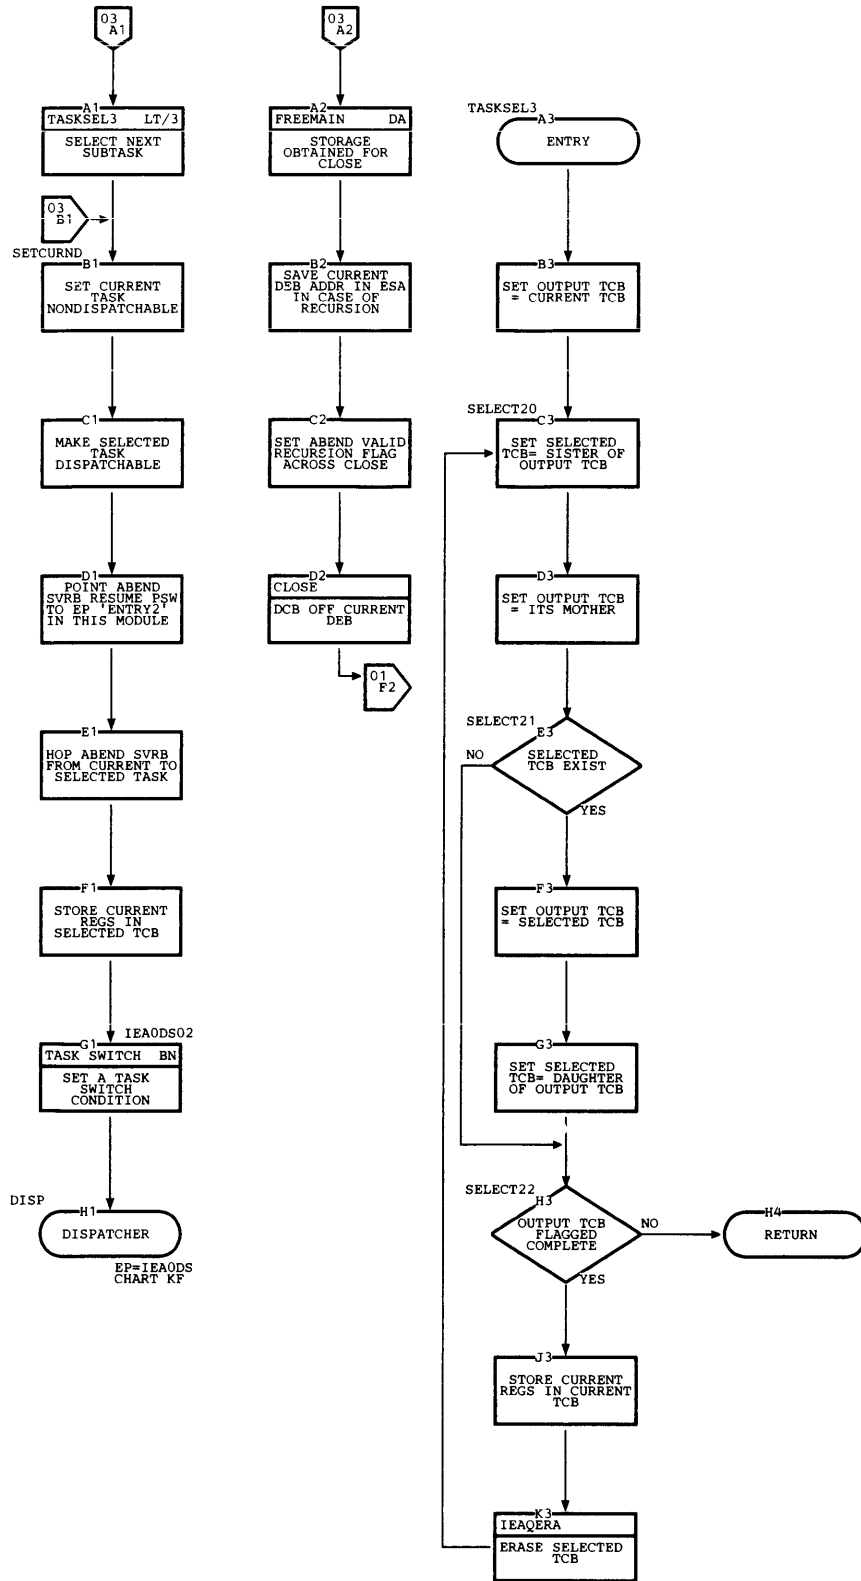 03
A1
A1
TASKSEL3 LT/3
SELECT NEXT
SUBTASK
03
B1
SETCURND
B1
SET CURRENT
TASK
NONDISPATCHABLE
C1
MAKE SELECTED
TASK
DISPATCHABLE
D1
POINT ABEND
SVRB RESUME PSW
TO EP 'ENTRY2'
IN THIS MODULE
E1
HOP ABEND SVRB
FROM CURRENT TO
SELECTED TASK
F1
STORE CURRENT
REGS IN
SELECTED TCB
IEA0DS02
G1
TASK SWITCH BN
SET A TASK
SWITCH
CONDITION
DISP
H1
DISPATCHER
EP=IEA0DS
CHART KF
03
A2
A2
FREEMAIN DA
STORAGE
OBTAINED FOR
CLOSE
B2
SAVE CURRENT
DEB ADDR IN ESA
IN CASE OF
RECURSION
C2
SET ABEND VALID
RECURSION FLAG
ACROSS CLOSE
D2
CLOSE
DCB OFF CURRENT
DEB
01
F2
TASKSEL3
A3
ENTRY
B3
SET OUTPUT TCB
= CURRENT TCB
SELECT20
C3
SET SELECTED
TCB= SISTER OF
OUTPUT TCB
D3
SET OUTPUT TCB
= ITS MOTHER
SELECT21
E3
SELECTED
TCB EXIST
NO
YES
F3
SET OUTPUT TCB
= SELECTED TCB
G3
SET SELECTED
TCB= DAUGHTER
OF OUTPUT TCB
SELECT22
H3
OUTPUT TCB
FLAGGED
COMPLETE
NO
YES
H4
RETURN
J3
STORE CURRENT
REGS IN CURRENT
TCB
K3
IEAQERA
ERASE SELECTED
TCB